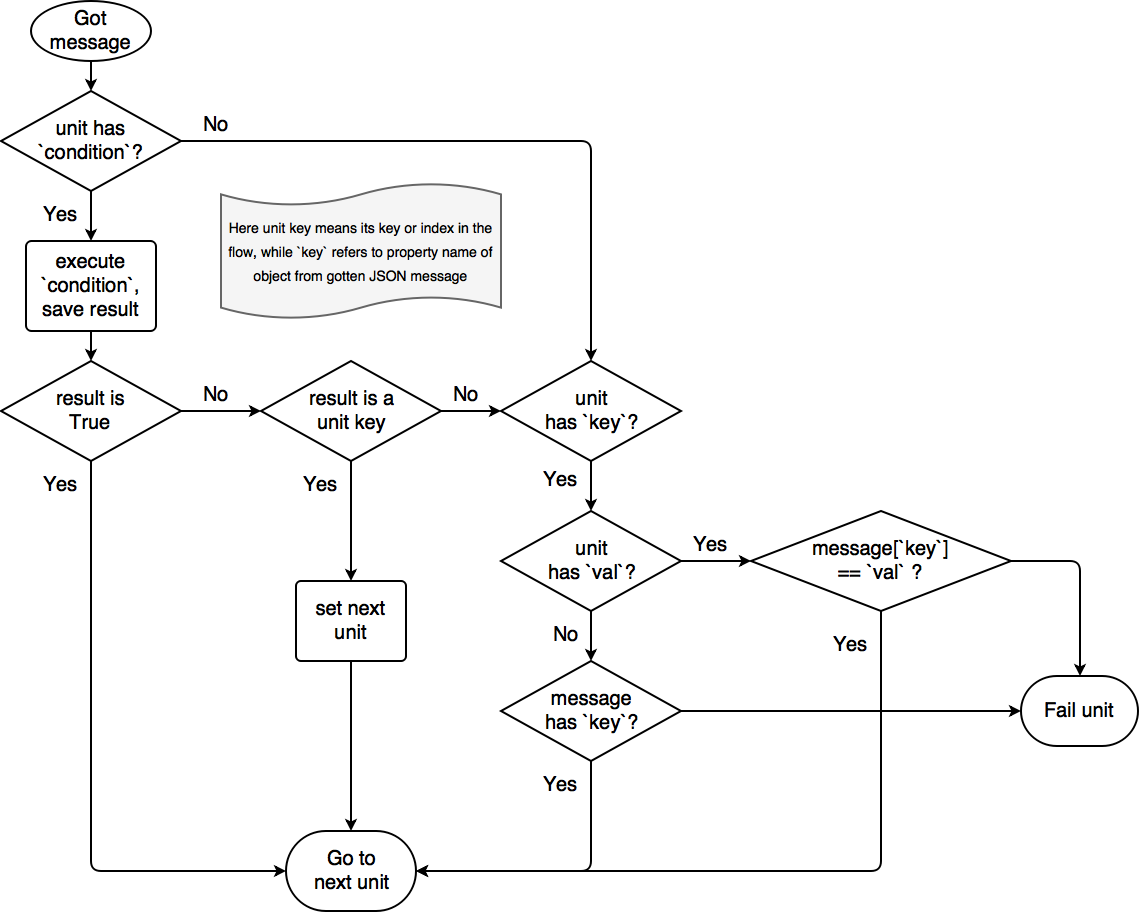 Got
message
unit has
`condition`?
No
Yes
execute
`condition`,
save result
Here unit key means its key or index in the
flow, while `key` refers to property name of
object from gotten JSON message
result is
True
No
result is a
unit key
No
unit
has `key`?
Yes
Yes
Yes
unit
has `val`?
Yes
message[`key`]
== `val` ?
set next
unit
No
Yes
message
has `key`?
Fail unit
Yes
Go to
next unit